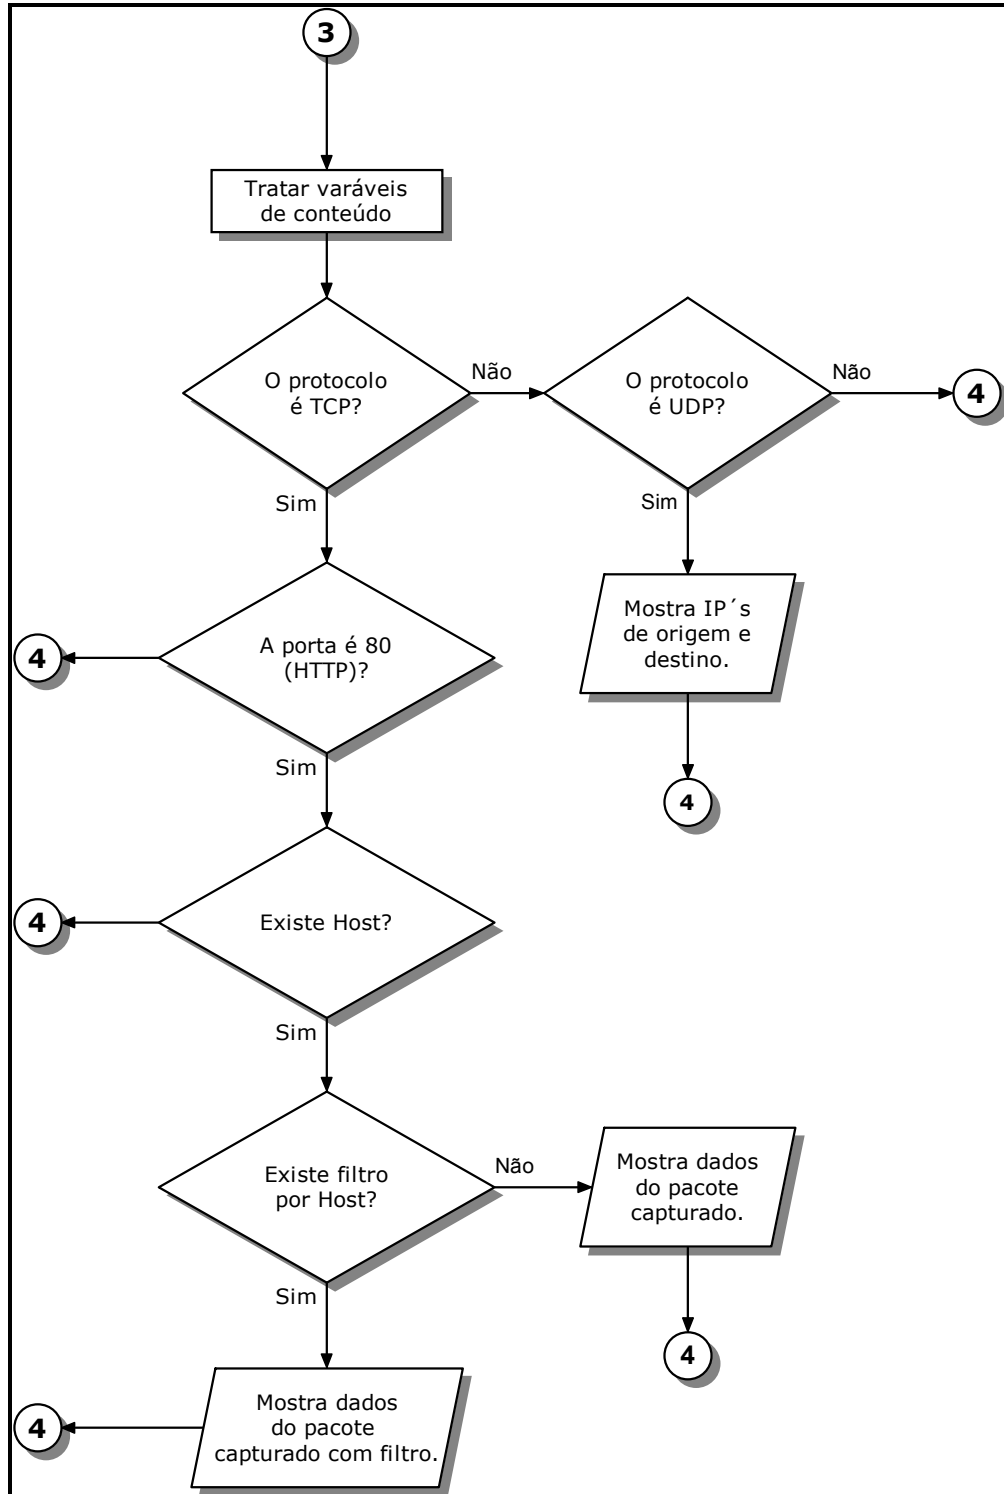 3
Tratar varáveis
de conteúdo
O protocolo
é TCP?
Não
O protocolo
é UDP?
Não
4
Sim
Sim
Mostra IP´s
de origem e
destino.
4
A porta é 80
(HTTP)?
4
Sim
4
Existe Host?
Sim
Existe filtro
por Host?
Não
Mostra dados
do pacote
capturado.
Sim
4
Mostra dados
do pacote
capturado com filtro.
4